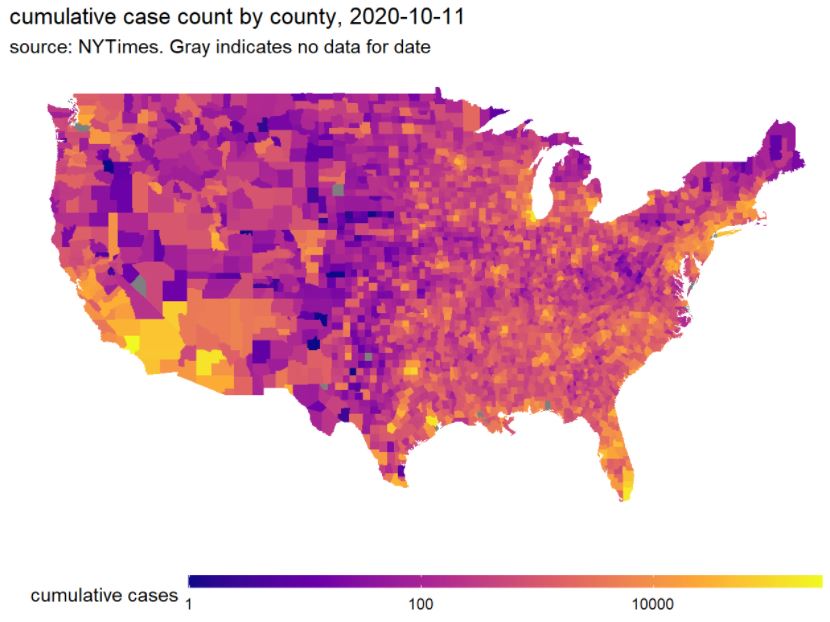 cumulative case count by county, 2020-10-11
source: NYTimes. Gray indicates no data for date
cumulative cases
1 100 10000